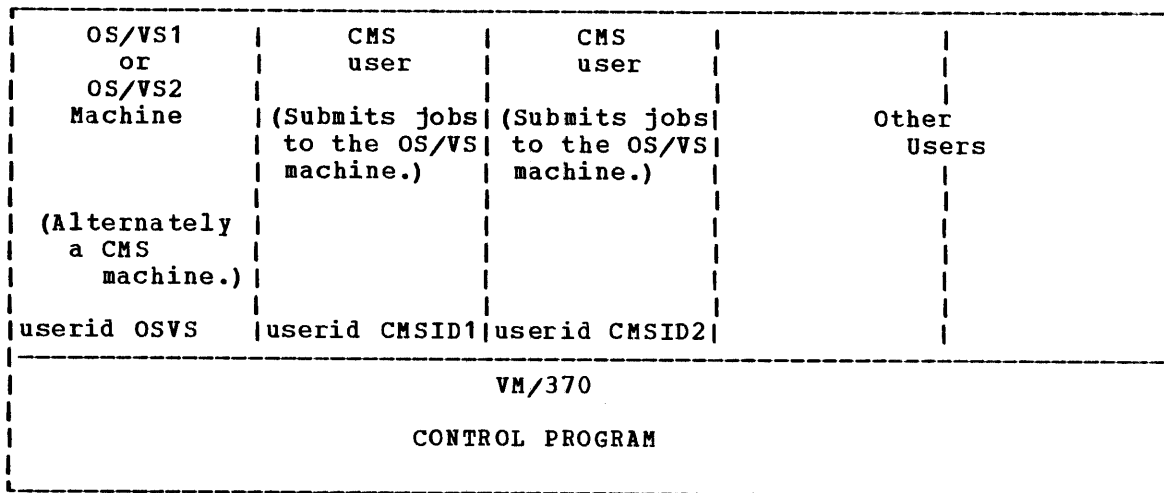 OS/VS1 CMS CMS
or user user
OS/VS2
Machine (Submits jobs (Submits jobs Other
to the OS/VS to the OS/VS Users
machine.) machine.)
(Alternately
a CMS
machine.)
userid OSVS userid CMSID1 userid CMSID2
VM/370
CONTROL PROGRAM